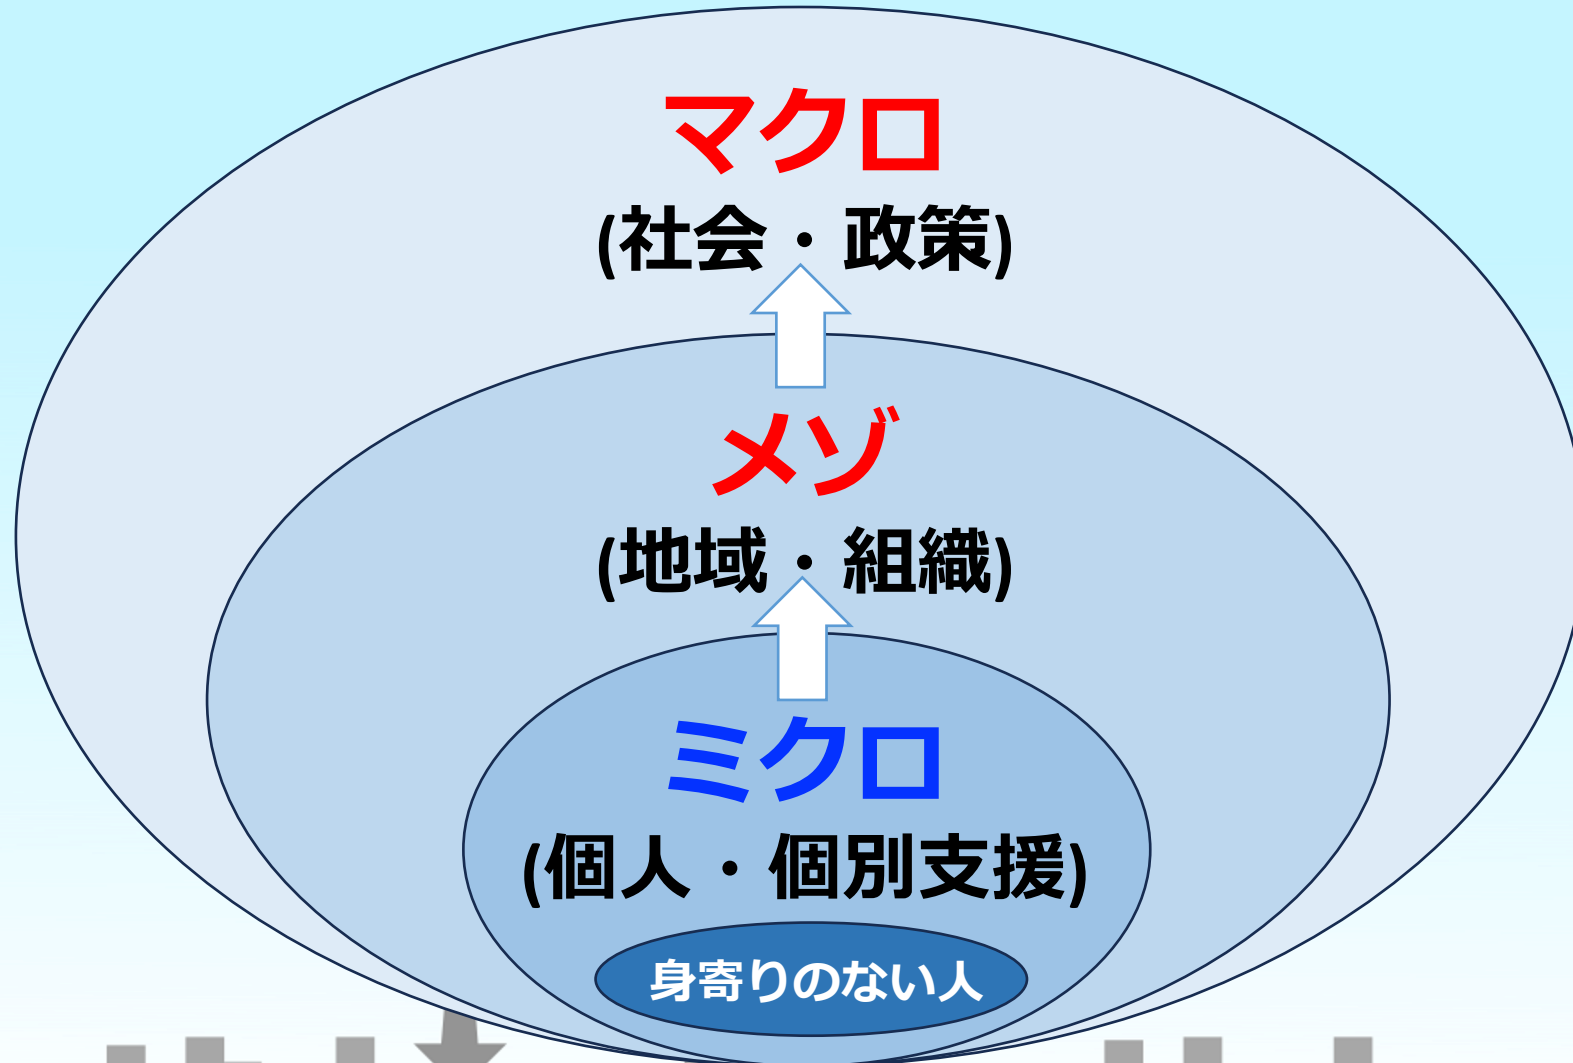 マクロ
(社会・政策)
メゾ
(地域・組織)
ミクロ
(個人・個別支援)
身寄りのない人